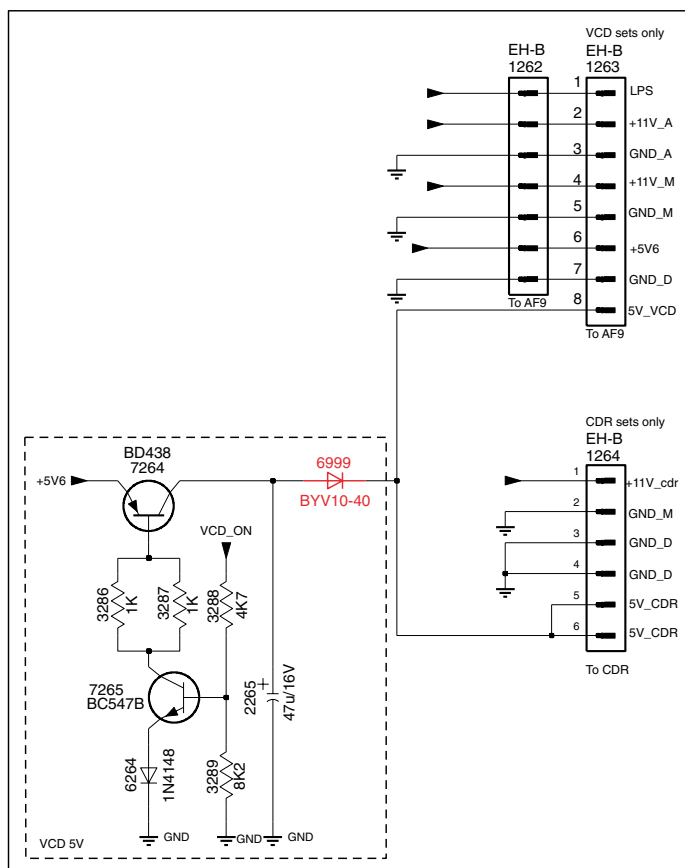 VCD sets only
EH-B
1262
EH-B
1263
1
LPS
2
+11V_A
3
GND_A
4
+11V_M
5
GND_M
6
+5V6
7
GND_D
8
5V_VCD
To AF9
To AF9
CDR sets only
EH-B
1264
1
+11V_cdr
2
GND_M
3
GND_D
4
GND_D
5
5V_CDR
6
5V_CDR
To CDR
BD438
7264
+5V6
6999
BYV10-40
VCD_ON
3286
1K
3287
1K
3288
4K7
7265
BC547B
2265
+
47u/16V
6264
1N4148
3289
8K2
GND
GND
GND
VCD 5V